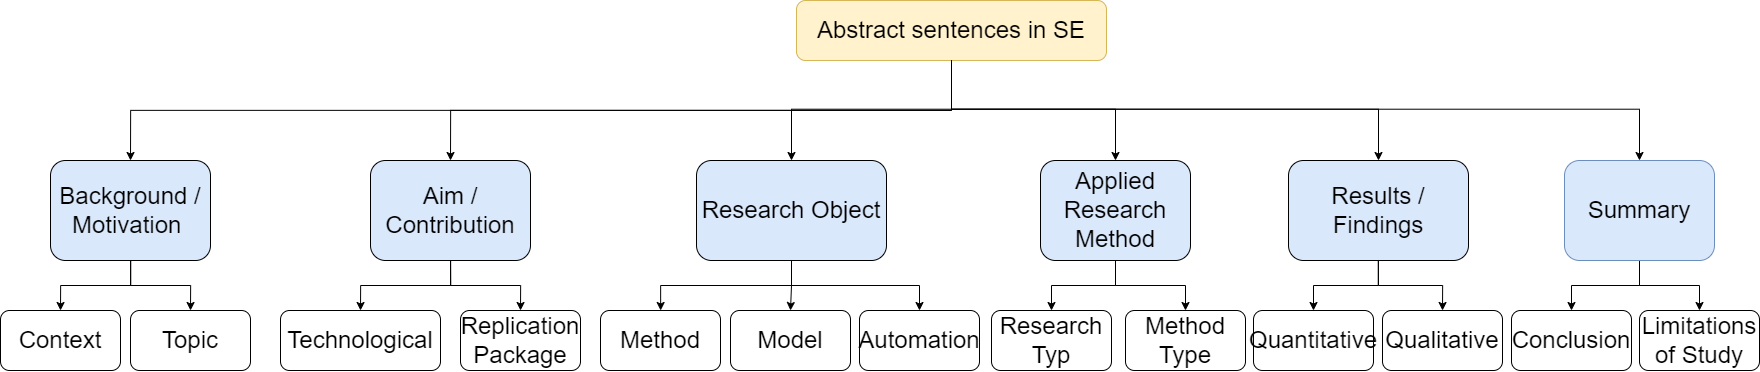 Abstract sentences in SE
Background /
Motivation
Aim /
Contribution
Research Object
Applied
Research
Method
Results /
Findings
Summary
Context
Topic
Technological
Replication
Package
Method
Model
Automation
Research
Typ
Method
Type
Quantitative
Qualitative
Conclusion
Limitations
of Study